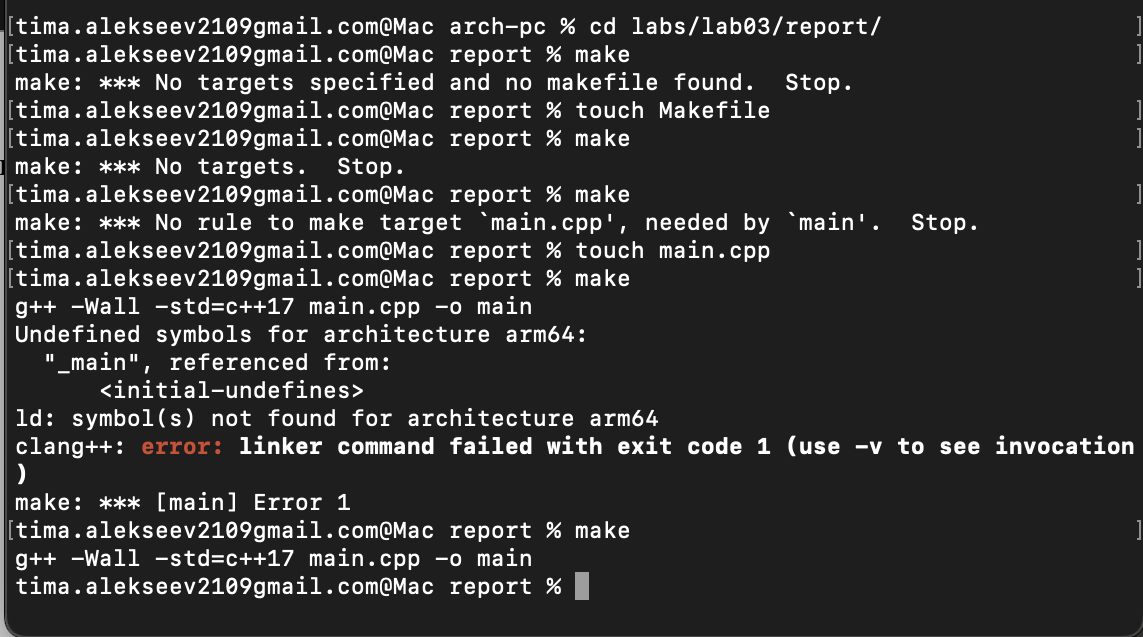 [tima.alekseev2109gmail.com@Mac arch-pc % cd labs/lab03/report/ ]
[tima.alekseev2109gmail.com@Mac report % make ]
make: *** No targets specified and no makefile found.  Stop.
[tima.alekseev2109gmail.com@Mac report % touch Makefile ]
[tima.alekseev2109gmail.com@Mac report % make ]
make: *** No targets.  Stop.
[tima.alekseev2109gmail.com@Mac report % make ]
make: *** No rule to make target `main.cpp', needed by `main'.  Stop.
[tima.alekseev2109gmail.com@Mac report % touch main.cpp ]
[tima.alekseev2109gmail.com@Mac report % make ]
g++ -Wall -std=c++17 main.cpp -o main
Undefined symbols for architecture arm64:
  "_main", referenced from:
      <initial-undefines>
ld: symbol(s) not found for architecture arm64
clang++: error: linker command failed with exit code 1 (use -v to see invocation
)
make: *** [main] Error 1
[tima.alekseev2109gmail.com@Mac report % make ]
g++ -Wall -std=c++17 main.cpp -o main
tima.alekseev2109gmail.com@Mac report %